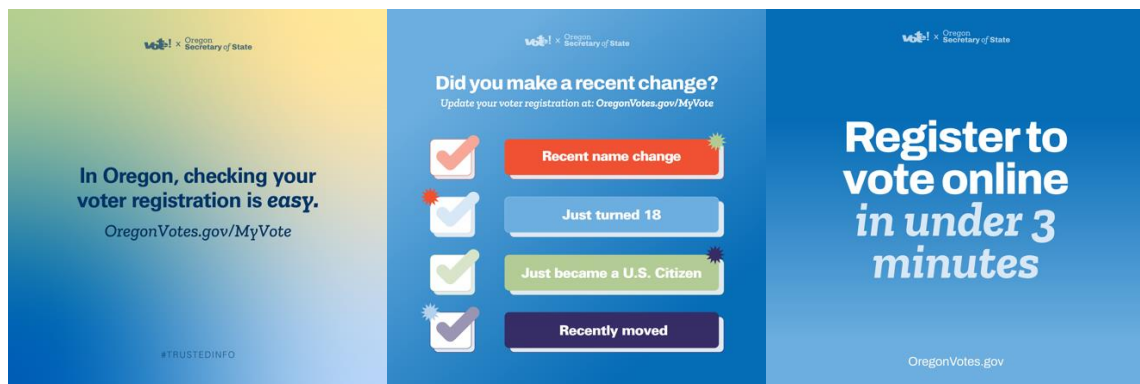 vote! × Oregon
Secretary of State
In Oregon, checking your
voter registration is easy.
OregonVotes.gov/MyVote
#TRUSTEDINFO
vote! × Oregon
Secretary of State
Did you make a recent change?
Update your voter registration at: OregonVotes.gov/MyVote
Recent name change
Just turned 18
Just became a U.S. Citizen
Recently moved
vote! × Oregon
Secretary of State
Register to
vote online
in under 3
minutes
OregonVotes.gov